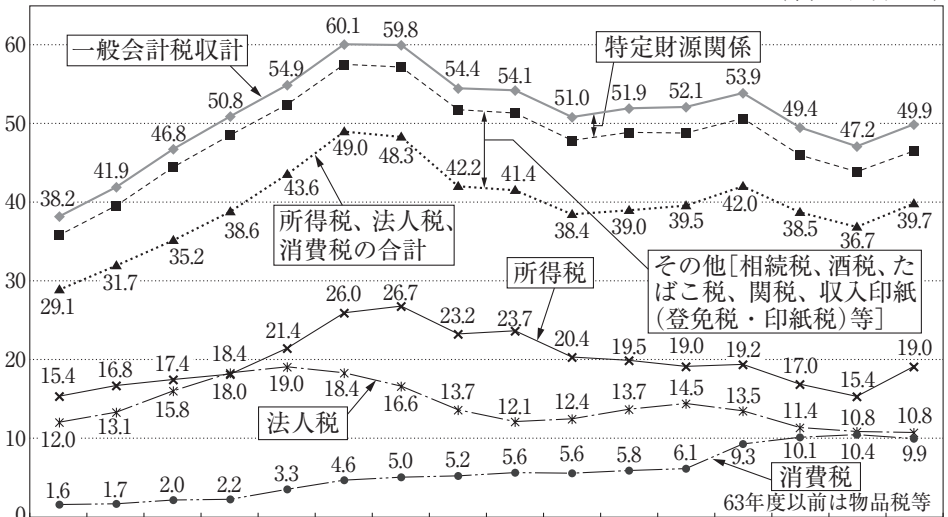 60
50
40
30
20
10
0
一般会計税収計
特定財源関係
38.2 41.9 46.8 50.8 54.9 60.1 59.8 54.4 54.1 51.0 51.9 52.1 53.9 49.4 47.2 49.9
所得税、法人税、
消費税の合計
29.1 31.7 35.2 38.6 43.6 49.0 48.3 42.2 41.4 38.4 39.0 39.5 42.0 38.5 36.7 39.7
その他[相続税、酒税、た
ばこ税、関税、収入印紙
(登免税・印紙税)等]
所得税
15.4 16.8 17.4 18.4 21.4 26.0 26.7 23.2 23.7 20.4 19.5 19.0 19.2 17.0 15.4 19.0
法人税
12.0 13.1 15.8 18.0 19.0 18.4 16.6 13.7 12.1 12.4 13.7 14.5 13.5 11.4 10.8 10.8
消費税
1.6 1.7 2.0 2.2 3.3 4.6 5.0 5.2 5.6 5.6 5.8 6.1 9.3 10.1 10.4 9.9
63年度以前は物品税等